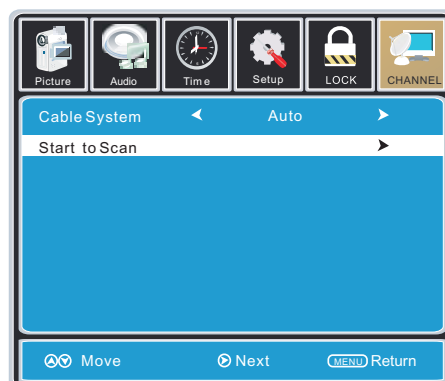 Picture Audio Time Setup LOCK CHANNEL
Cable System Auto
Start to Scan
Move Next MENU Return